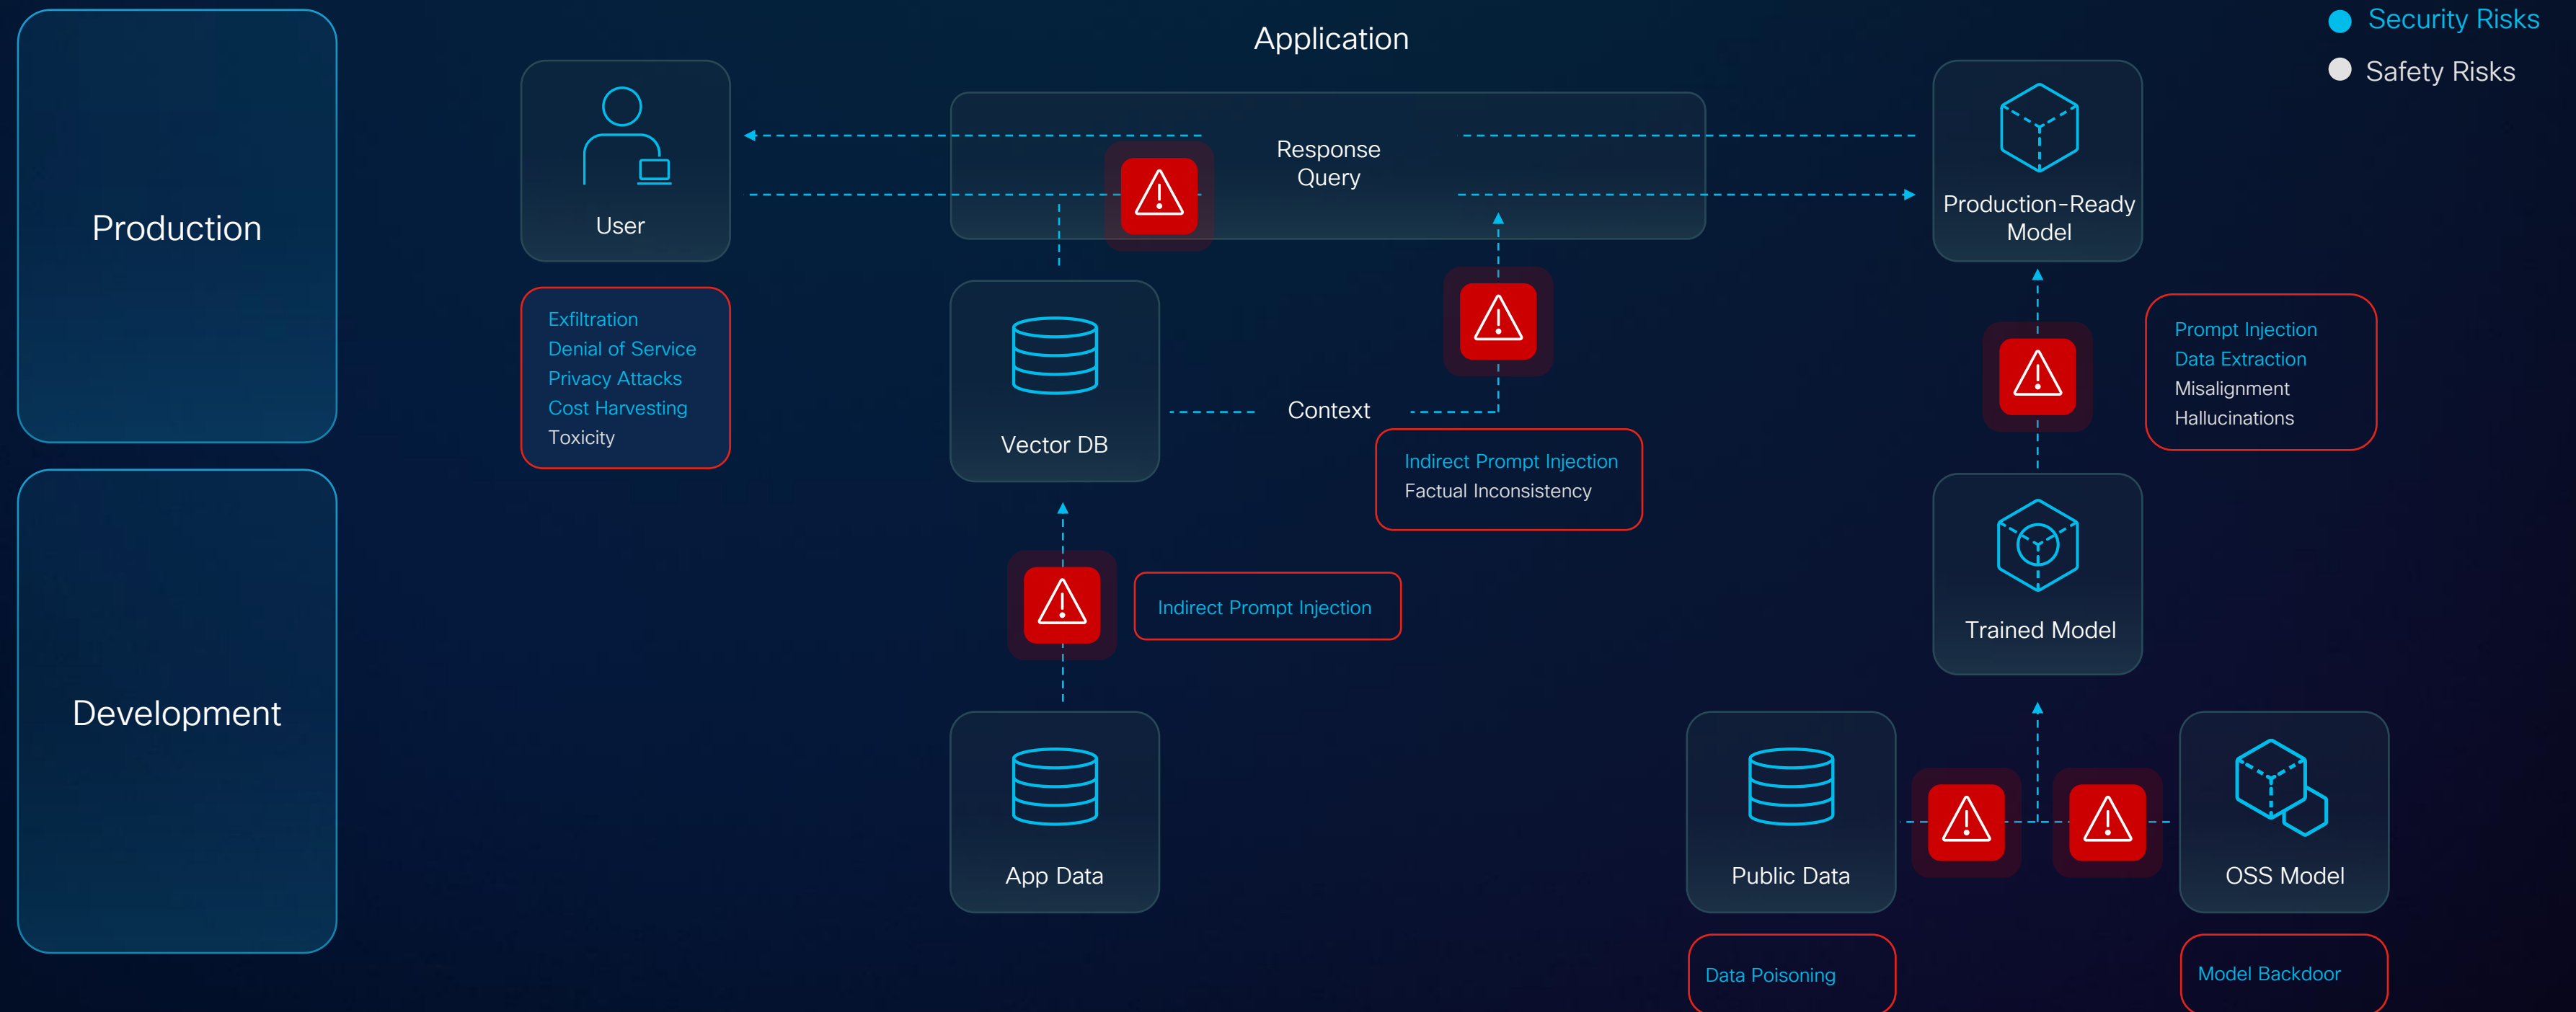 Security Risks
Safety Risks
Application
Production
User
Response
Query
Production-Ready
Model
Exfiltration
Denial of Service
Privacy Attacks
Cost Harvesting
Toxicity
Vector DB
Context
Indirect Prompt Injection
Factual Inconsistency
Prompt Injection
Data Extraction
Misalignment
Hallucinations
Development
Indirect Prompt Injection
Trained Model
App Data
Public Data
OSS Model
Data Poisoning
Model Backdoor